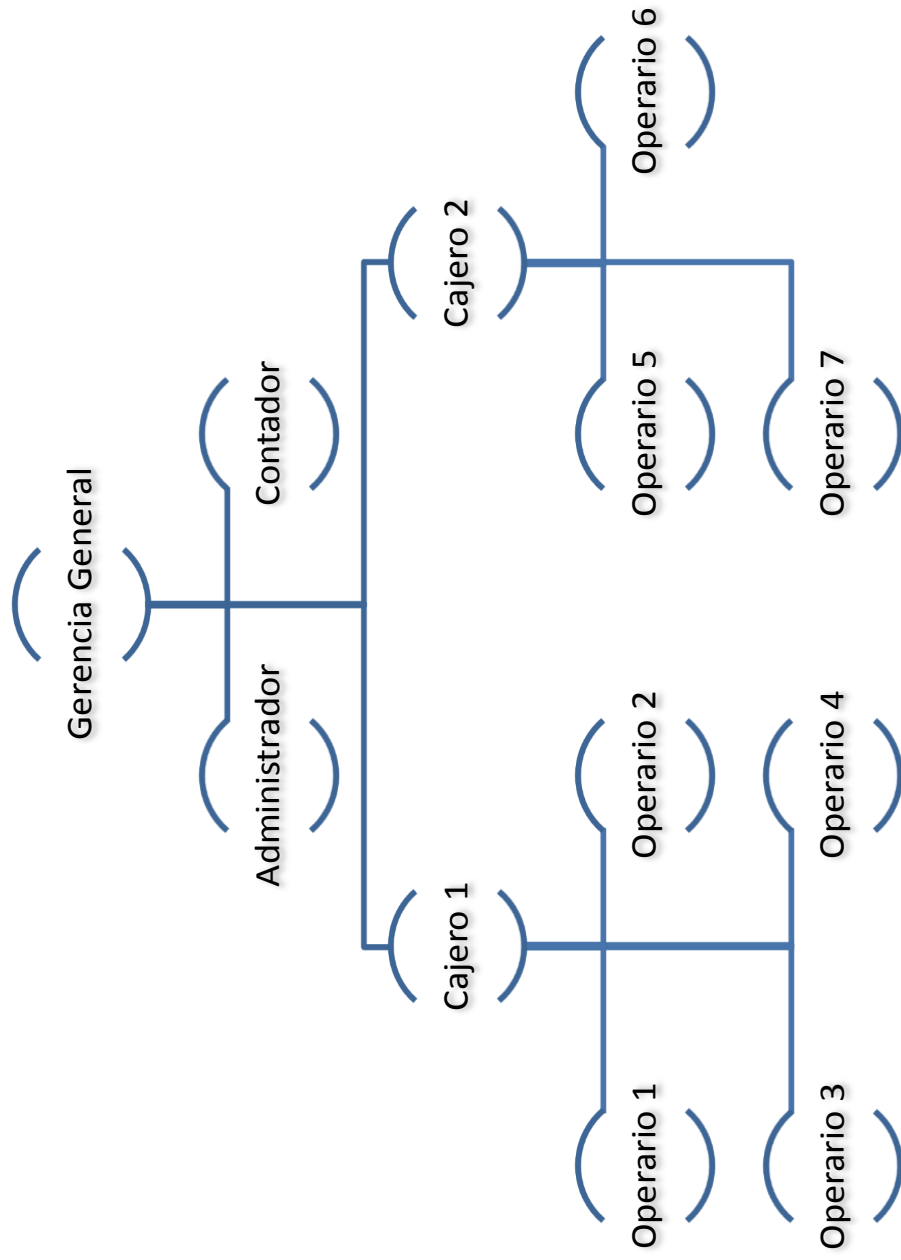 Gerencia General
Administrador
Contador
Cajero 1
Cajero 2
Operario 1
Operario 2
Operario 5
Operario 6
Operario 3
Operario 4
Operario 7